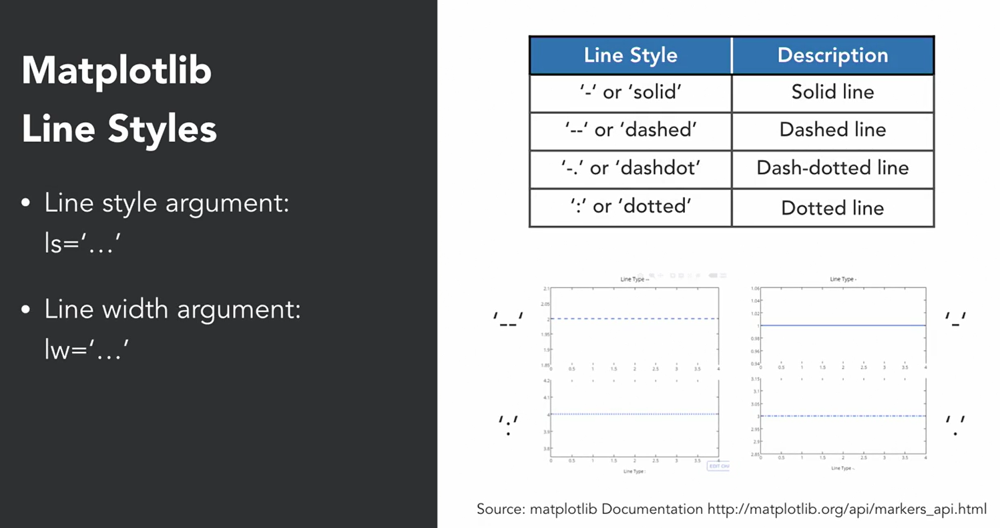 Matplotlib
Line Styles
• Line style argument:
ls=‘…’
• Line width argument:
lw=‘…’
Line Style Description
‘-‘ or ‘solid’ Solid line
‘--’ or ‘dashed’ Dashed line
‘-.’ or ‘dashdot’ Dash-dotted line
‘:’ or ‘dotted’ Dotted line
‘--‘
Line Type --
2.1
2.05
2
1.95
1.9
1.85
0 0.5 1 1.5 2 2.5 3 3.5 4
Line Type -
1.06
1.04
1.02
1
0.98
0.96
0.94
0 0.5 1 1.5 2 2.5 3 3.5 4
‘-‘
‘:’
4.2
4.1
4
3.9
3.8
0 0.5 1 1.5 2 2.5 3 3.5 4
Line Type :
EDIT CHA
3.15
3.1
3.05
3
2.95
2.9
2.85
0 0.5 1 1.5 2 2.5 3 3.5 4
Line Type -.
‘.’
Source: matplotlib Documentation http://matplotlib.org/api/markers_api.html